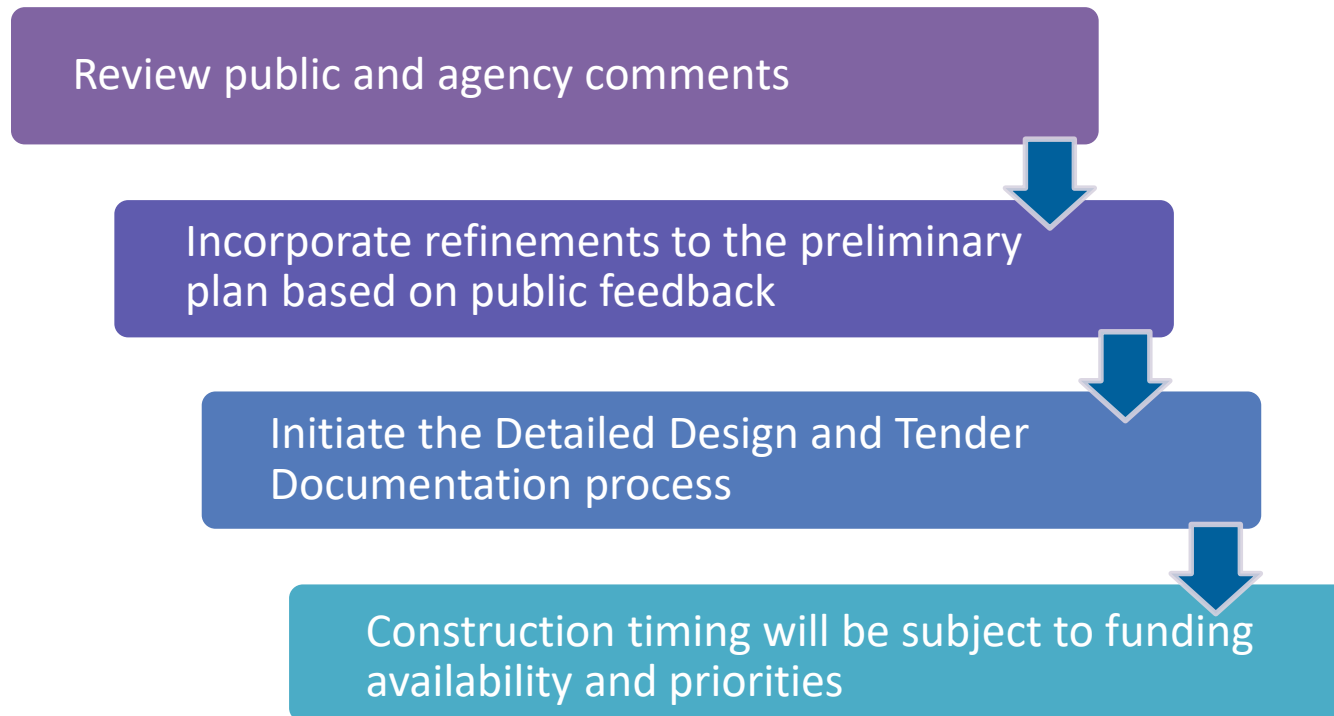 Review public and agency comments
Incorporate refinements to the preliminary
plan based on public feedback
Initiate the Detailed Design and Tender
Documentation process
Construction timing will be subject to funding
availability and priorities